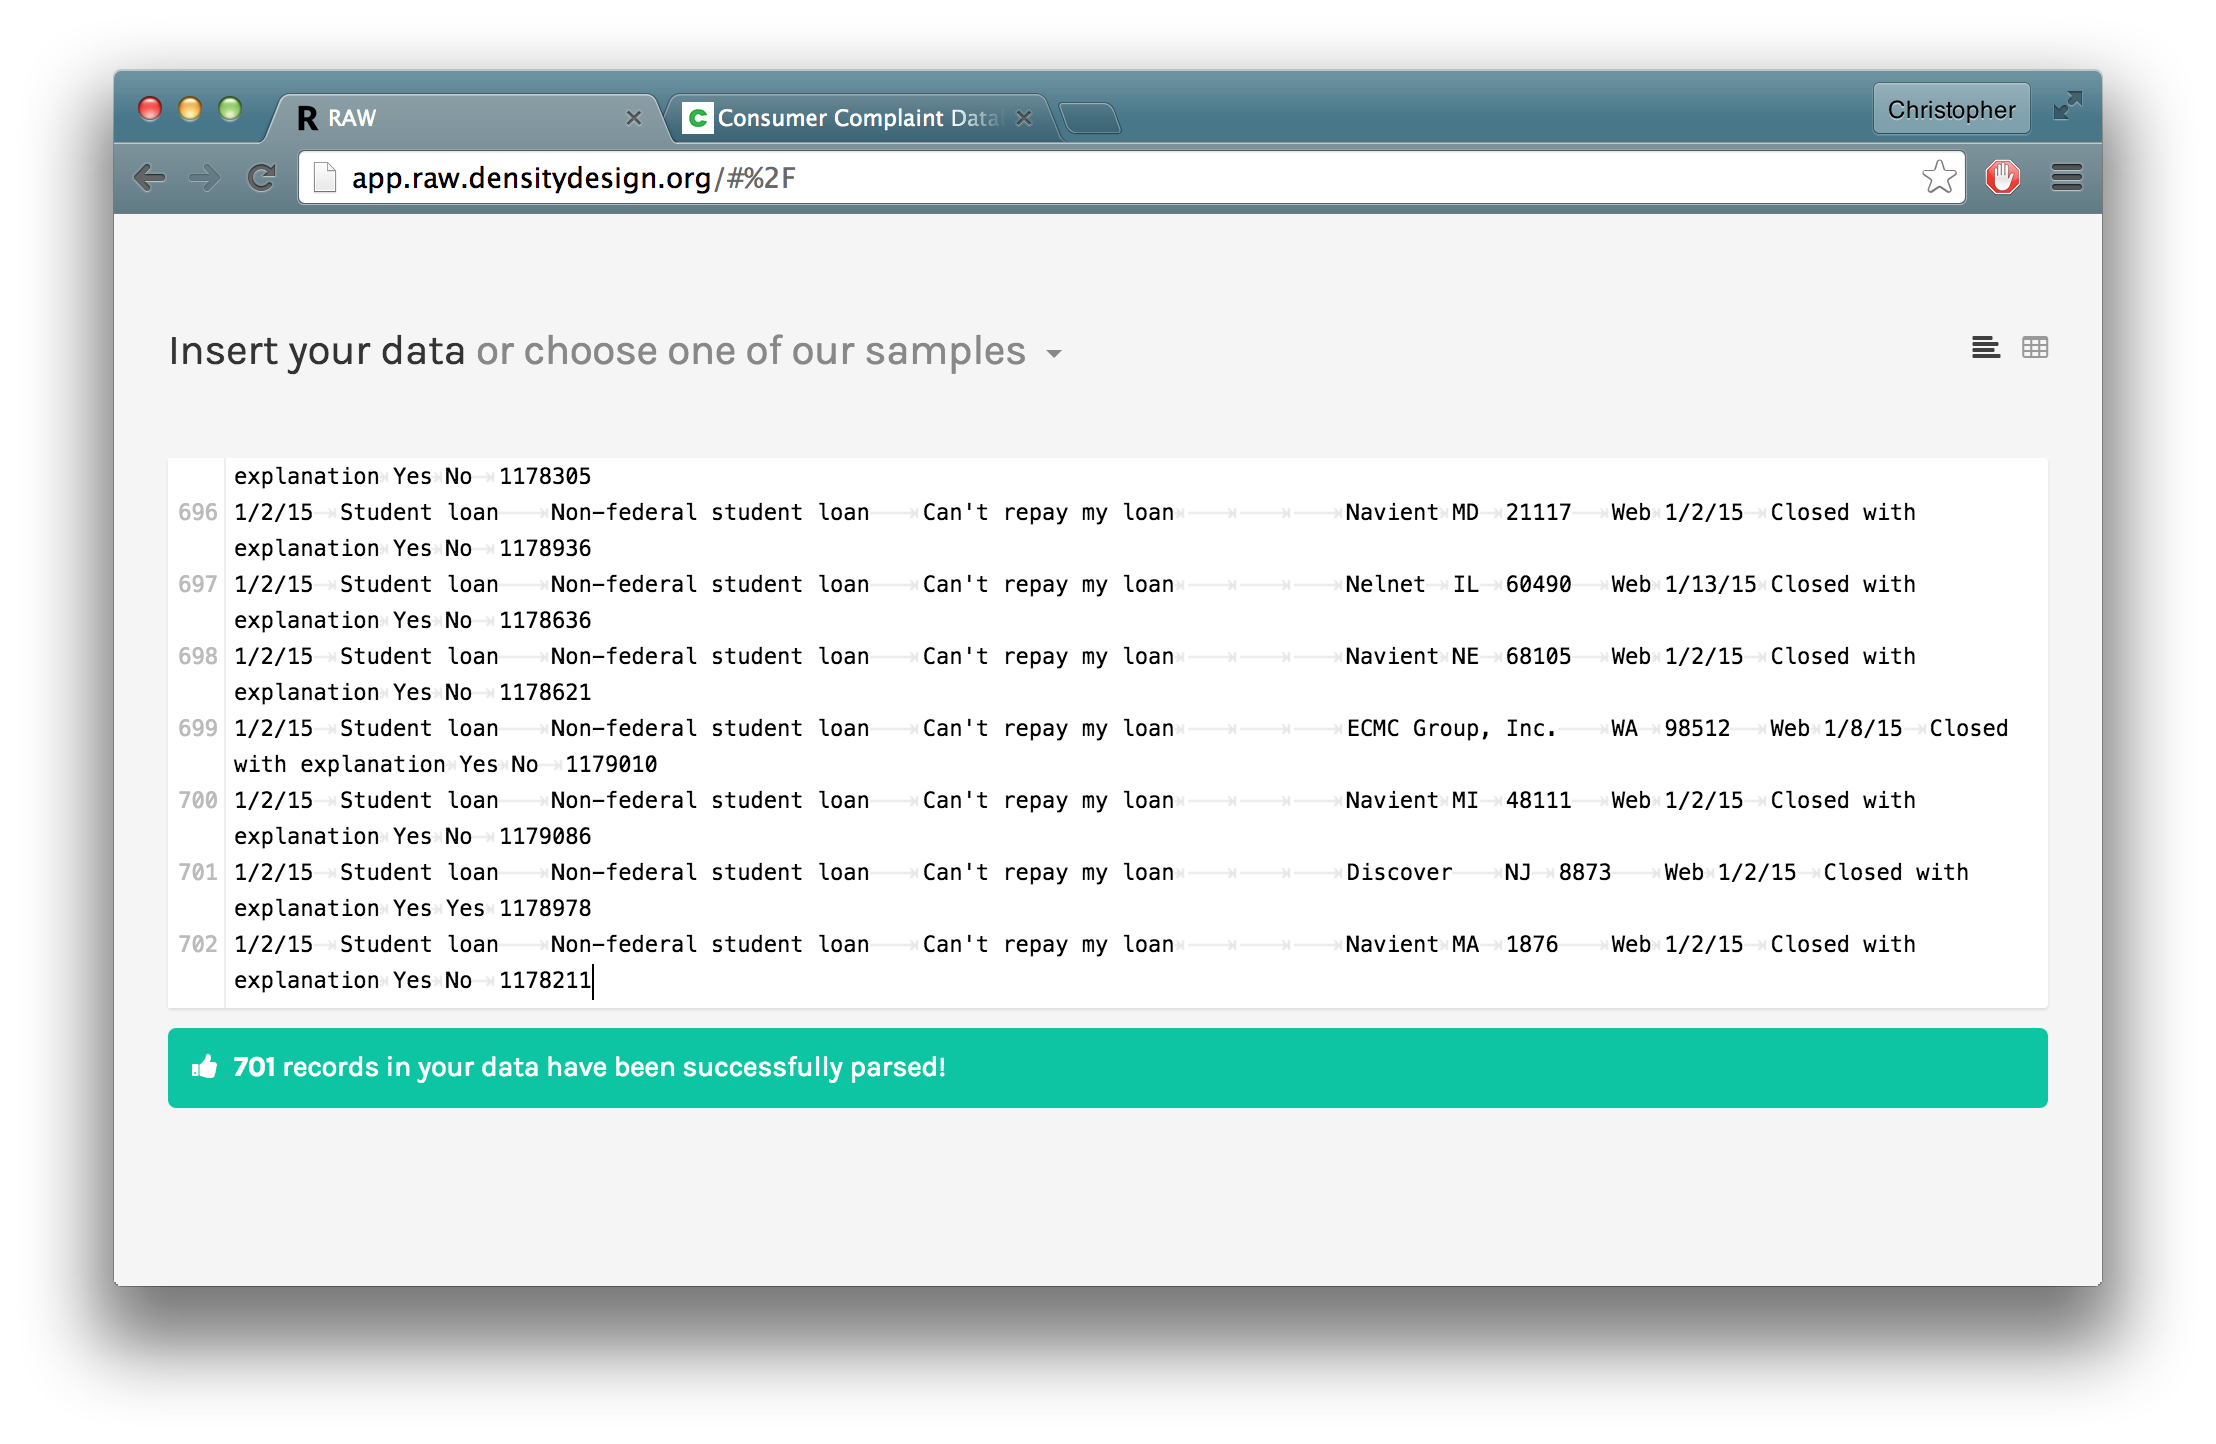 R RAW
C Consumer Complaint Data
Christopher
app.raw.densitydesign.org/#%2F
Insert your data or choose one of our samples
explanation Yes No 1178305
696 1/2/15 Student loan Non-federal student loan Can't repay my loan Navient MD 21117 Web 1/2/15 Closed with
explanation Yes No 1178936
697 1/2/15 Student loan Non-federal student loan Can't repay my loan Nelnet IL 60490 Web 1/13/15 Closed with
explanation Yes No 1178636
698 1/2/15 Student loan Non-federal student loan Can't repay my loan Navient NE 68105 Web 1/2/15 Closed with
explanation Yes No 1178621
699 1/2/15 Student loan Non-federal student loan Can't repay my loan ECMC Group, Inc. WA 98512 Web 1/8/15 Closed
with explanation Yes No 1179010
700 1/2/15 Student loan Non-federal student loan Can't repay my loan Navient MI 48111 Web 1/2/15 Closed with
explanation Yes No 1179086
701 1/2/15 Student loan Non-federal student loan Can't repay my loan Discover NJ 8873 Web 1/2/15 Closed with
explanation Yes Yes 1178978
702 1/2/15 Student loan Non-federal student loan Can't repay my loan Navient MA 1876 Web 1/2/15 Closed with
explanation Yes No 1178211
701 records in your data have been successfully parsed!